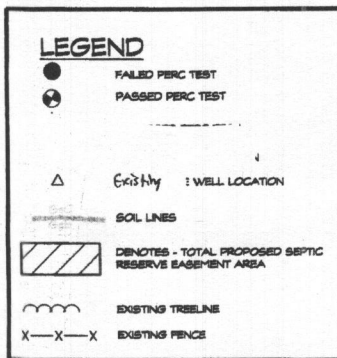 LEGEND
FAILED PERC TEST
PASSED PERC TEST
Existing : WELL LOCATION
SOIL LINES
DENOTES - TOTAL PROPOSED SEPTIC
RESERVE EASEMENT AREA
EXISTING TREELINE
X—X—X EXISTING FENCE